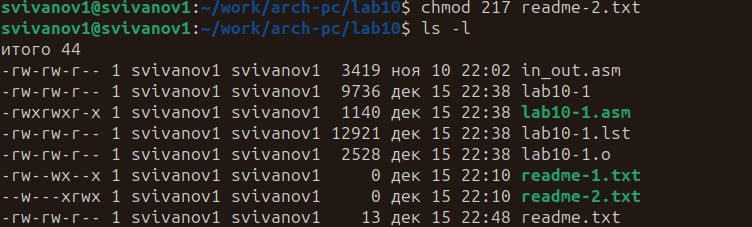 svivanov1@svivanov1:~/work/arch-pc/lab10$ chmod 217 readme-2.txt
svivanov1@svivanov1:~/work/arch-pc/lab10$ ls -l
итого 44
-rw-rw-r-- 1 svivanov1 svivanov1  3419 ноя 10 22:02 in_out.asm
-rw-rw-r-- 1 svivanov1 svivanov1  9736 дек 15 22:38 lab10-1
-rwxrwxr-x 1 svivanov1 svivanov1  1140 дек 15 22:38 lab10-1.asm
-rw-rw-r-- 1 svivanov1 svivanov1 12921 дек 15 22:38 lab10-1.lst
-rw-rw-r-- 1 svivanov1 svivanov1  2528 дек 15 22:38 lab10-1.o
-rw--wx--x 1 svivanov1 svivanov1     0 дек 15 22:10 readme-1.txt
--w---xrwx 1 svivanov1 svivanov1     0 дек 15 22:10 readme-2.txt
-rw-rw-r-- 1 svivanov1 svivanov1    13 дек 15 22:48 readme.txt